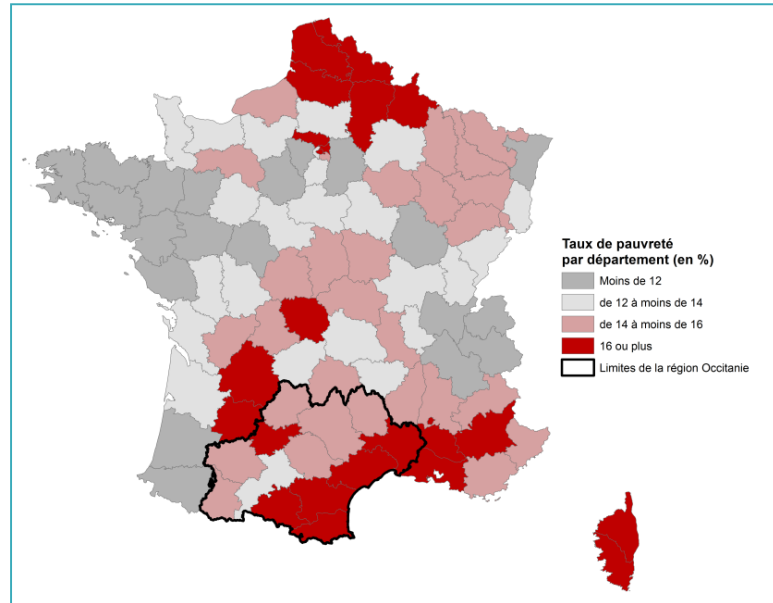 Taux de pauvreté
par département (en %)
Moins de 12
de 12 à moins de 14
de 14 à moins de 16
16 ou plus
Limites de la région Occitanie